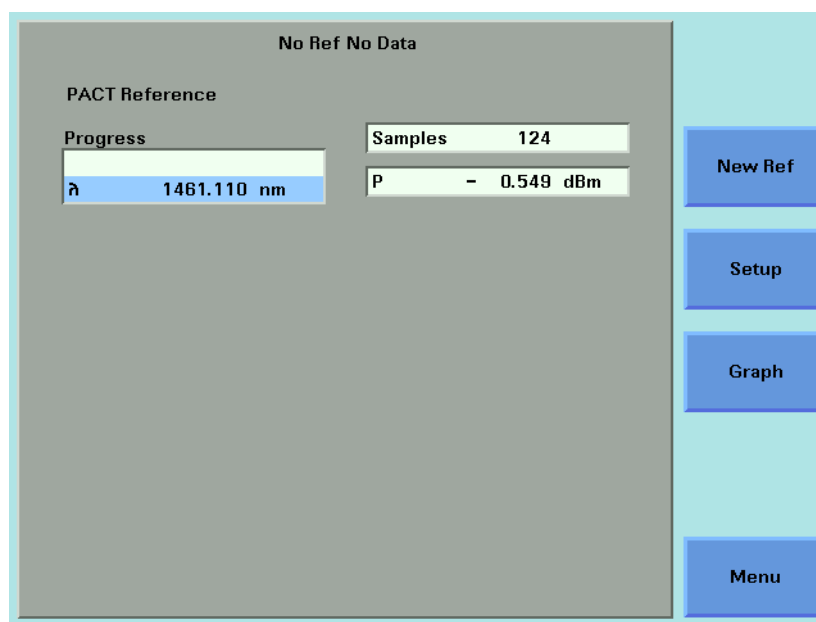 No Ref No Data
PACT Reference
Progress
Samples 124
λ 1461.110 nm
P - 0.549 dBm
New Ref
Setup
Graph
Menu